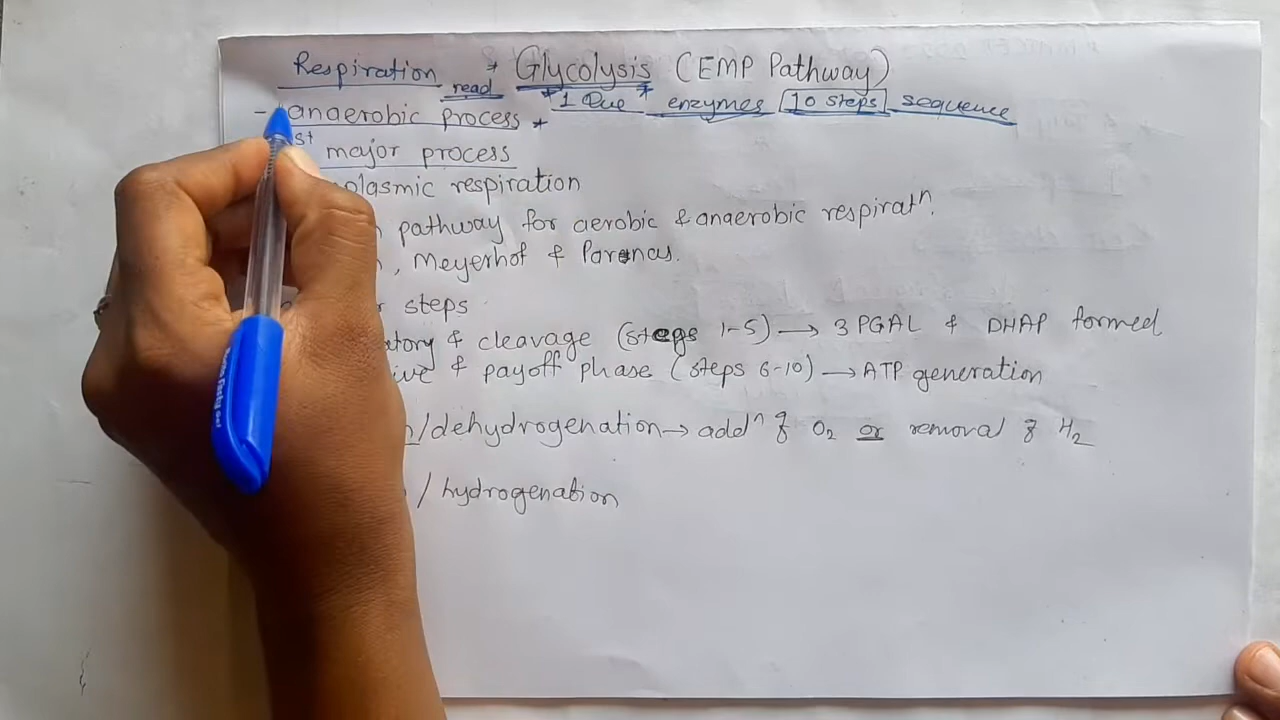 Respiration * Glycolysis (EMP Pathway)
read * 1 Que * enzymes 10 steps sequence
- anaerobic process *
st major process
plasmic respiration
pathway for aerobic & anaerobic respiratn.
, Meyerhof & Parenas.
steps
atory & cleavage (steps 1-5) → 3 PGAL & DHAP formed
ive & payoff phase (steps 6-10) → ATP generation
/dehydrogenation → addn of O2 or removal of H2
/ hydrogenation